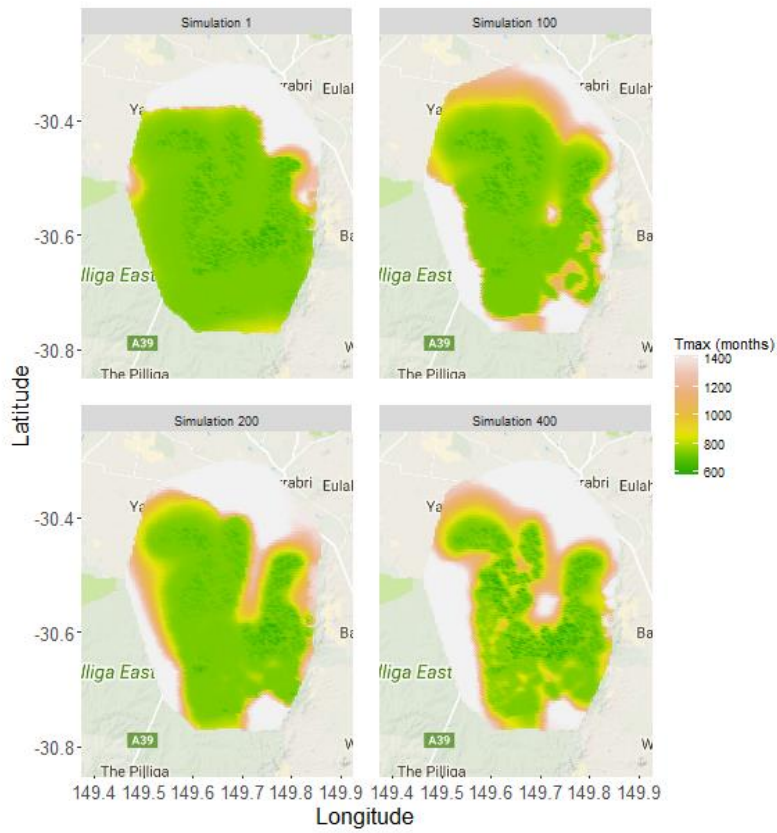 Simulation 1
Simulation 100
rrabri
Eulal
Ya
rabri
Eulah
Ya
-30.4
-30.6
Ba
Ba
lliga East
lliga East
A39
A39
-30.8
W
W
The Pilliga
The Pilliga
Tmax (months)
1400
1200
1000
800
600
Latitude
Simulation 200
Simulation 400
rabri
Eulah
Ya
rrabri
Eulah
Ya
-30.4
-30.6
Ba
Ba
lliga East
lliga East
A39
A39
-30.8
W
W
The Pilliga
The Pilliga
149.4 149.5 149.6 149.7 149.8 149.9
149.4 149.5 149.6 149.7 149.8 149.9
Longitude